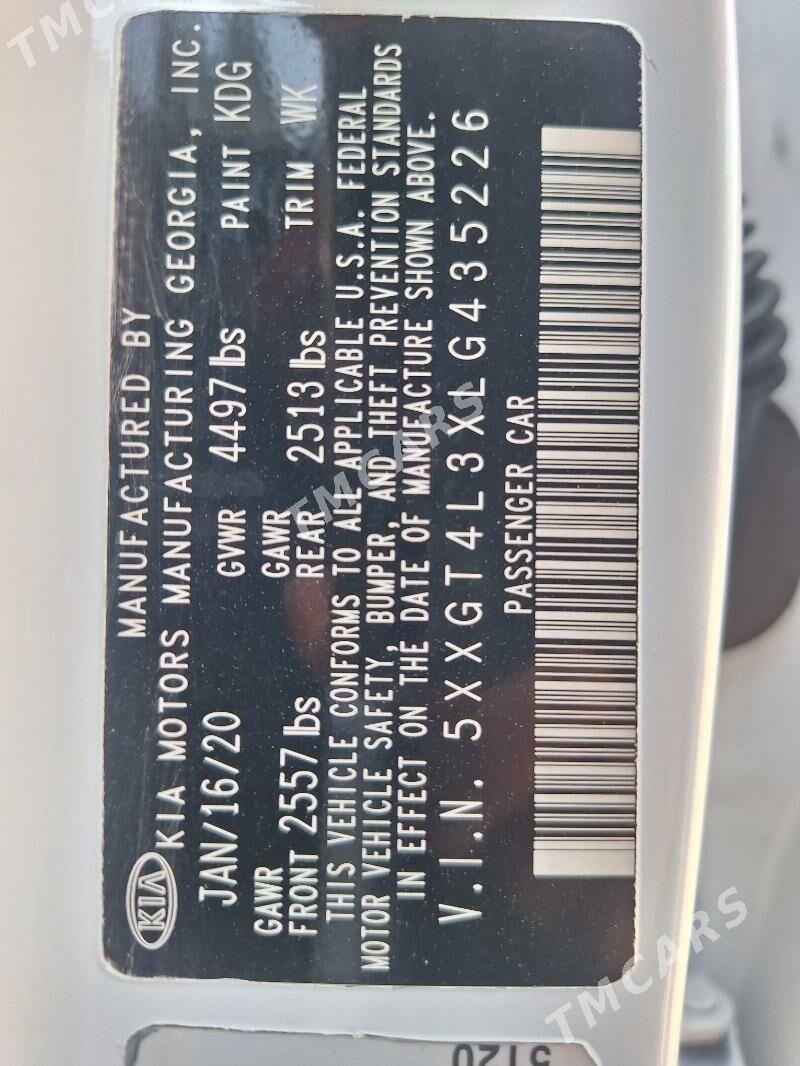 MANUFACTURED BY
KIA KIA MOTORS MANUFACTURING GEORGIA, INC.
JAN/16/20 GVWR 4497 lbs PAINT KDG
GAWR FRONT 2557 lbs GAWR REAR 2513 lbs TRIM WK
THIS VEHICLE CONFORMS TO ALL APPLICABLE U.S.A. FEDERAL
MOTOR VEHICLE SAFETY, BUMPER, AND THEFT PREVENTION STANDARDS
IN EFFECT ON THE DATE OF MANUFACTURE SHOWN ABOVE.
V.I.N. 5XXGT4L3XLG435226
PASSENGER CAR
5120
TMCARS
TMCARS
TMCARS